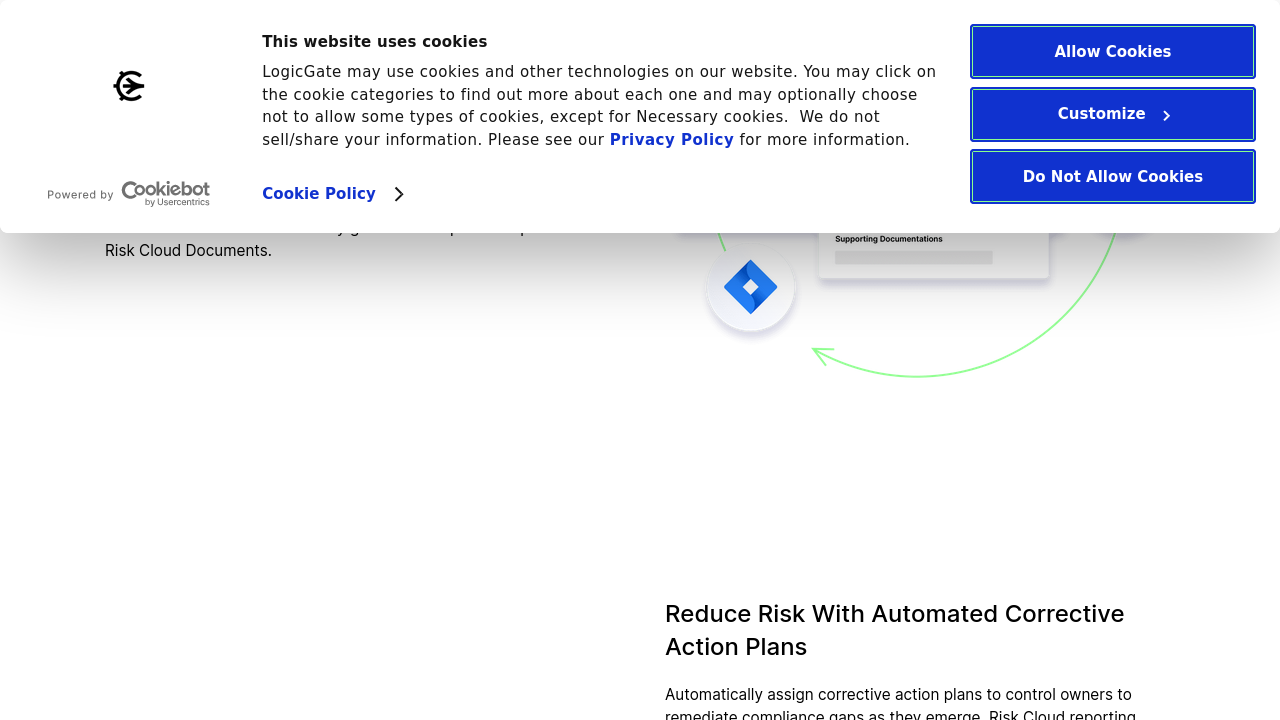 This website uses cookies
LogicGate may use cookies and other technologies on our website. You may click on
the cookie categories to find out more about each one and may optionally choose
not to allow some types of cookies, except for Necessary cookies.  We do not
sell/share your information. Please see our Privacy Policy for more information.
Cookie Policy
Powered by Cookiebot
by Usercentrics
Allow Cookies
Customize
Do Not Allow Cookies
Risk Cloud Documents.
Supporting Documentations
Reduce Risk With Automated Corrective
Action Plans
Automatically assign corrective action plans to control owners to
remediate compliance gaps as they emerge. Risk Cloud reporting